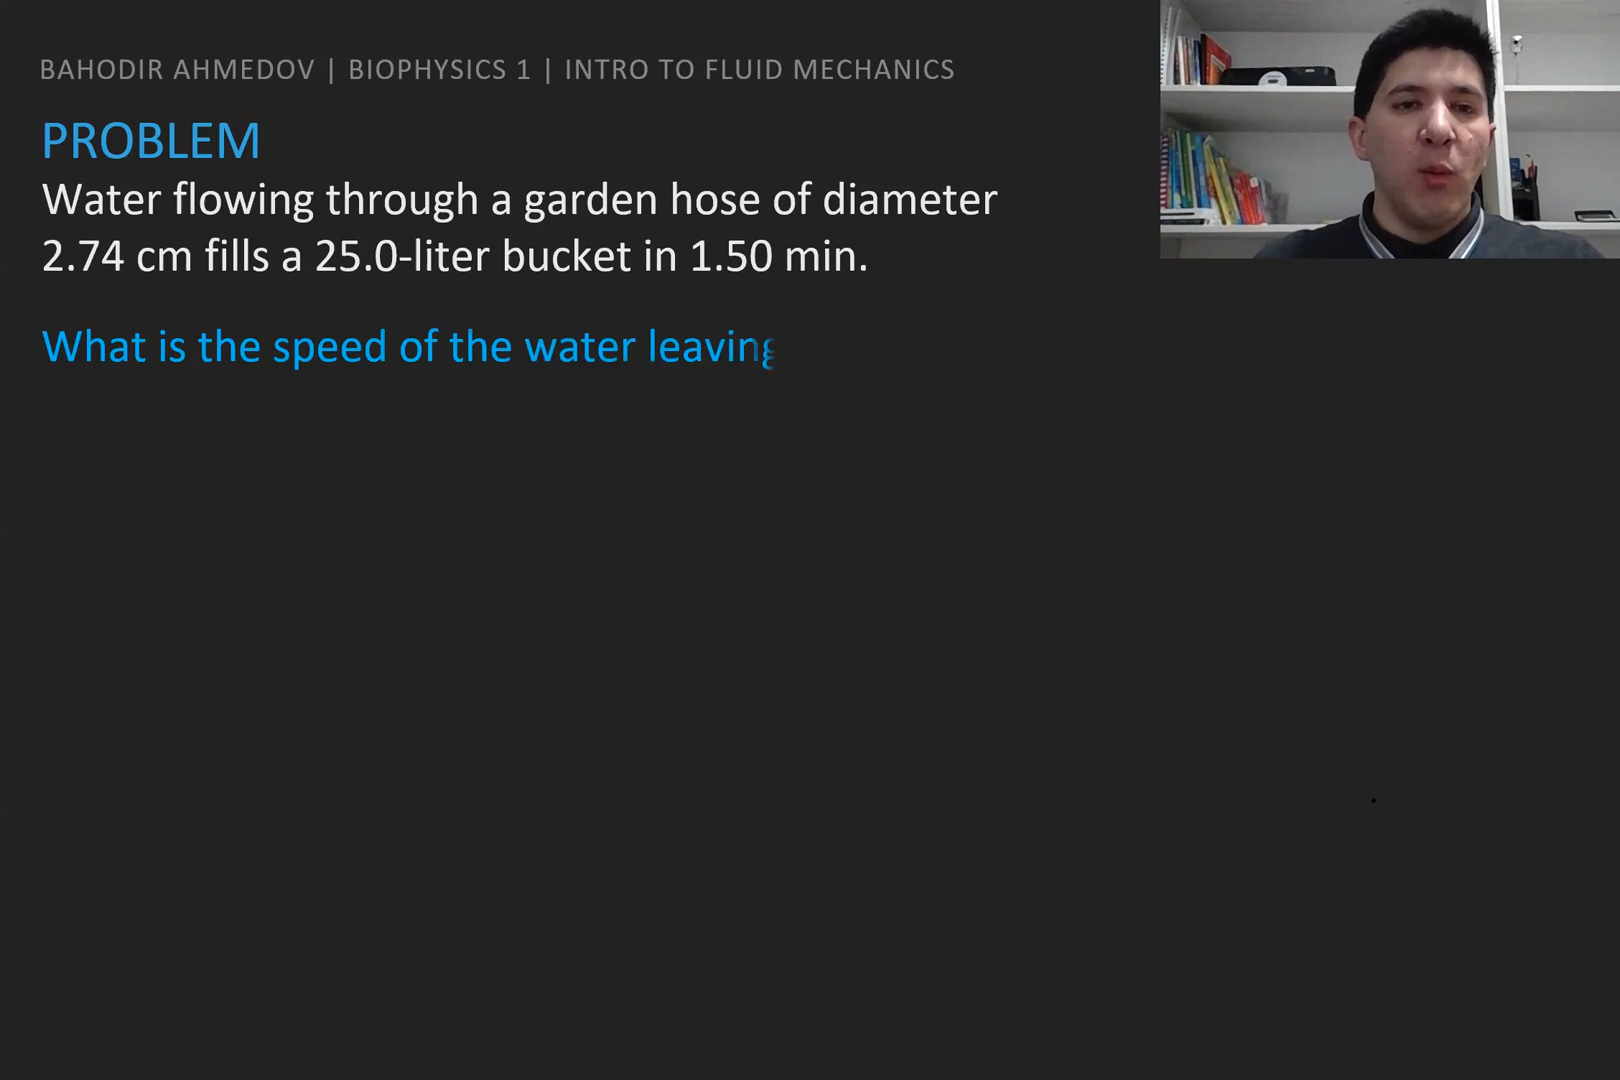 BAHODIR AHMEDOV | BIOPHYSICS 1 | INTRO TO FLUID MECHANICS
PROBLEM
Water flowing through a garden hose of diameter
2.74 cm fills a 25.0-liter bucket in 1.50 min.
What is the speed of the water leaving